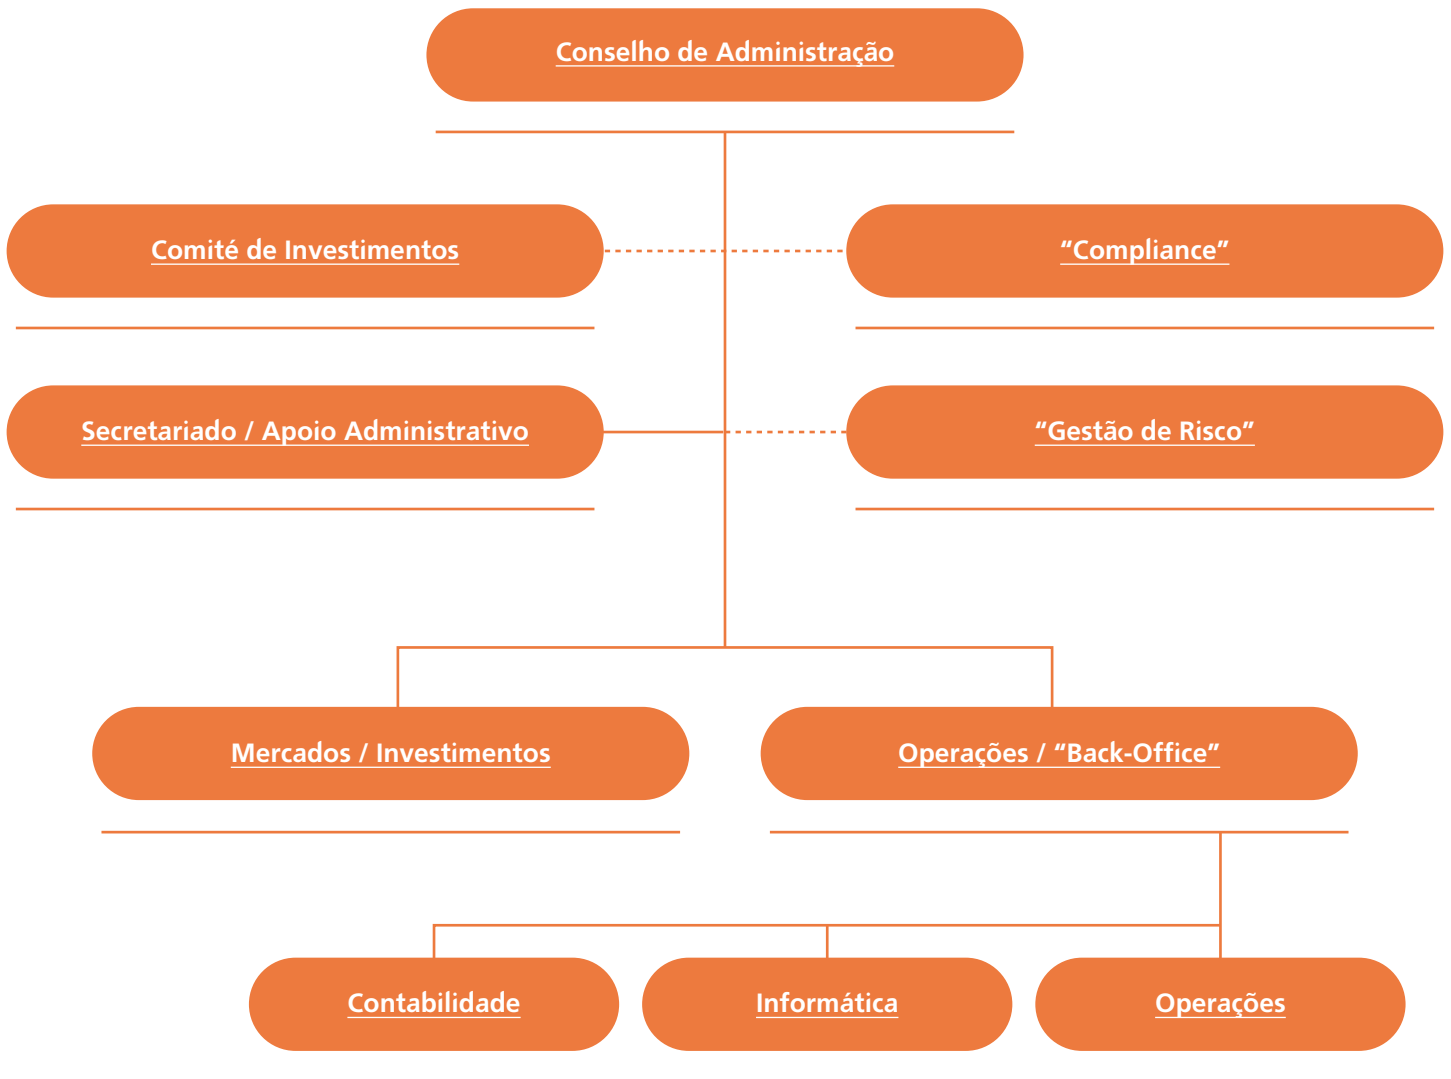 Conselho de Administração
Comité de Investimentos
“Compliance”
Secretariado / Apoio Administrativo
“Gestão de Risco”
Mercados / Investimentos
Operações / “Back-Office”
Contabilidade
Informática
Operações